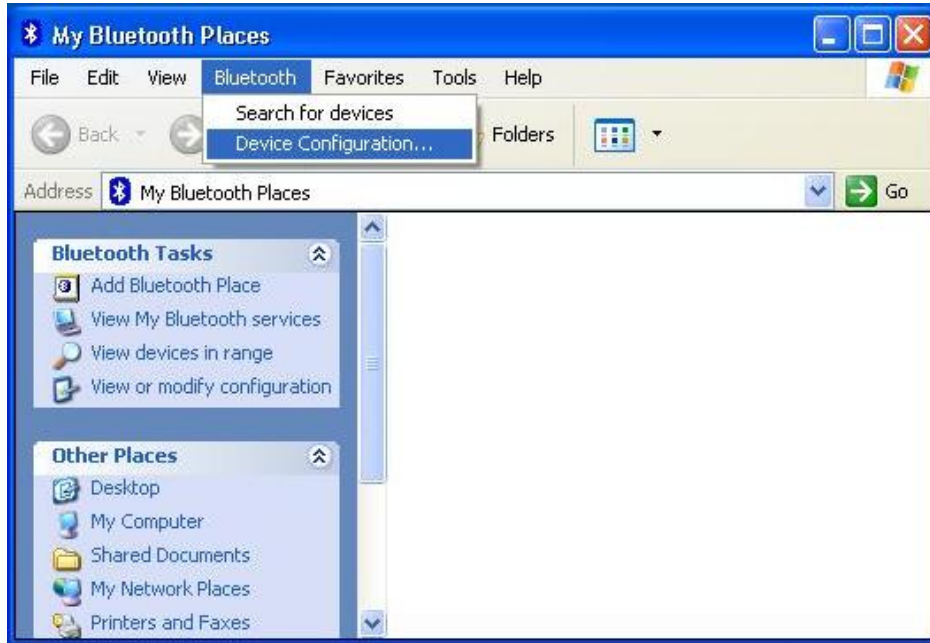 My Bluetooth Places
File Edit View Bluetooth Favorites Tools Help
Search for devices
Device Configuration...
Back Folders
Address My Bluetooth Places Go
Bluetooth Tasks
Add Bluetooth Place
View My Bluetooth services
View devices in range
View or modify configuration
Other Places
Desktop
My Computer
Shared Documents
My Network Places
Printers and Faxes